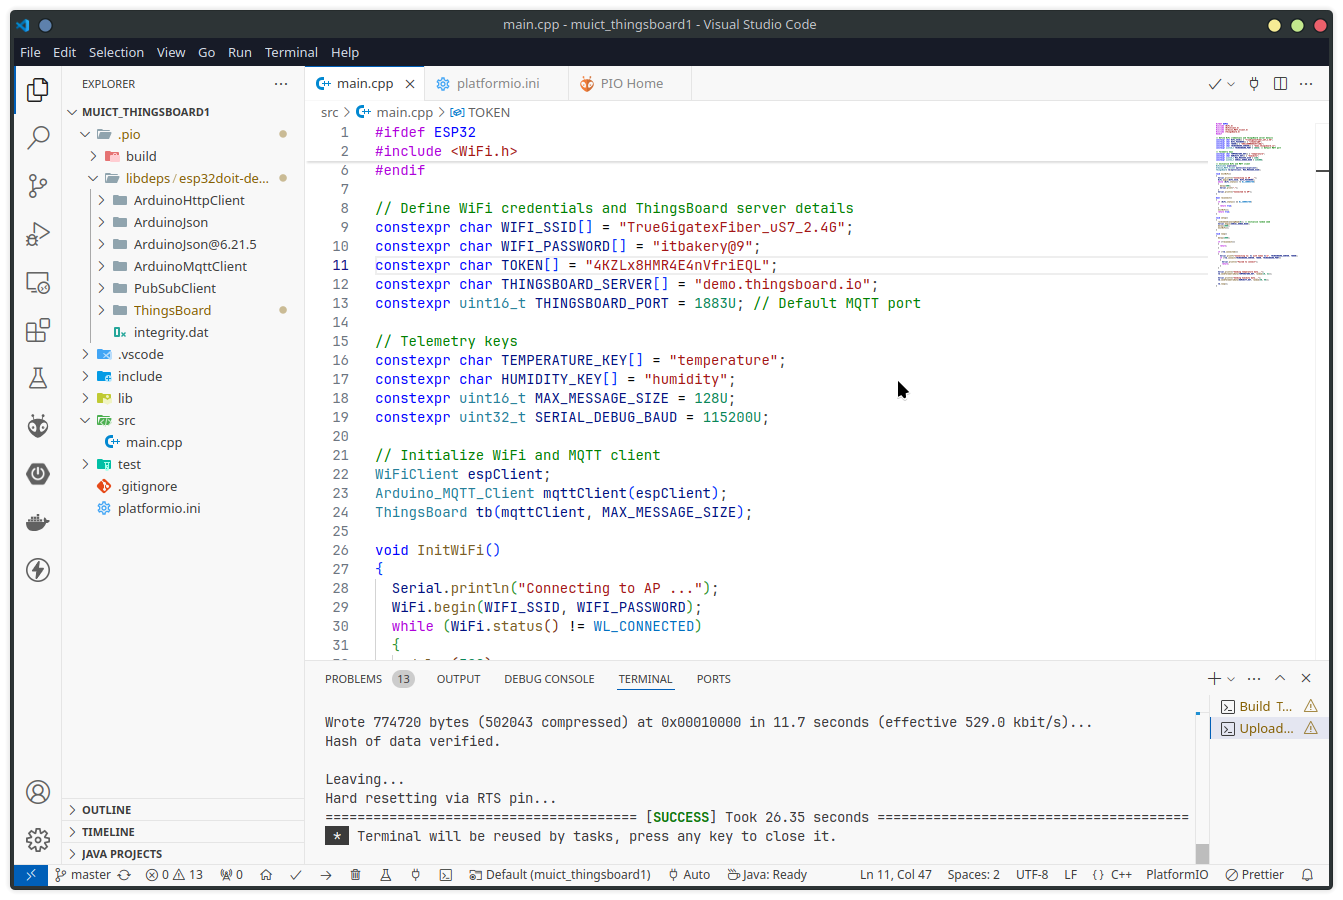 main.cpp - muict_thingsboard1 - Visual Studio Code
File Edit Selection View Go Run Terminal Help
EXPLORER
MUICT_THINGSBOARD1
.pio
build
libdeps / esp32doit-de...
ArduinoHttpClient
ArduinoJson
ArduinoJson@6.21.5
ArduinoMqttClient
PubSubClient
ThingsBoard
integrity.dat
.vscode
include
lib
src
main.cpp
test
.gitignore
platformio.ini
OUTLINE
TIMELINE
JAVA PROJECTS
main.cpp platformio.ini PIO Home
src > main.cpp > TOKEN
1 #ifdef ESP32
2 #include <WiFi.h>
6 #endif
7
8 // Define WiFi credentials and ThingsBoard server details
9 constexpr char WIFI_SSID[] = "TrueGigatexFiber_uS7_2.4G";
10 constexpr char WIFI_PASSWORD[] = "itbakery@9";
11 constexpr char TOKEN[] = "4KZLx8HMR4E4nVfriEQL";
12 constexpr char THINGSBOARD_SERVER[] = "demo.thingsboard.io";
13 constexpr uint16_t THINGSBOARD_PORT = 1883U; // Default MQTT port
14
15 // Telemetry keys
16 constexpr char TEMPERATURE_KEY[] = "temperature";
17 constexpr char HUMIDITY_KEY[] = "humidity";
18 constexpr uint16_t MAX_MESSAGE_SIZE = 128U;
19 constexpr uint32_t SERIAL_DEBUG_BAUD = 115200U;
20
21 // Initialize WiFi and MQTT client
22 WiFiClient espClient;
23 Arduino_MQTT_Client mqttClient(espClient);
24 ThingsBoard tb(mqttClient, MAX_MESSAGE_SIZE);
25
26 void InitWiFi()
27 {
28 Serial.println("Connecting to AP ...");
29 WiFi.begin(WIFI_SSID, WIFI_PASSWORD);
30 while (WiFi.status() != WL_CONNECTED)
31 {
PROBLEMS 13 OUTPUT DEBUG CONSOLE TERMINAL PORTS
Wrote 774720 bytes (502043 compressed) at 0x00010000 in 11.7 seconds (effective 529.0 kbit/s)...
Hash of data verified.
Leaving...
Hard resetting via RTS pin...
======================================= [SUCCESS] Took 26.35 seconds =======================================
* Terminal will be reused by tasks, press any key to close it.
Build T...
Upload...
master 0 13 0 Default (muict_thingsboard1) Auto Java: Ready Ln 11, Col 47 Spaces: 2 UTF-8 LF {} C++ PlatformIO Prettier